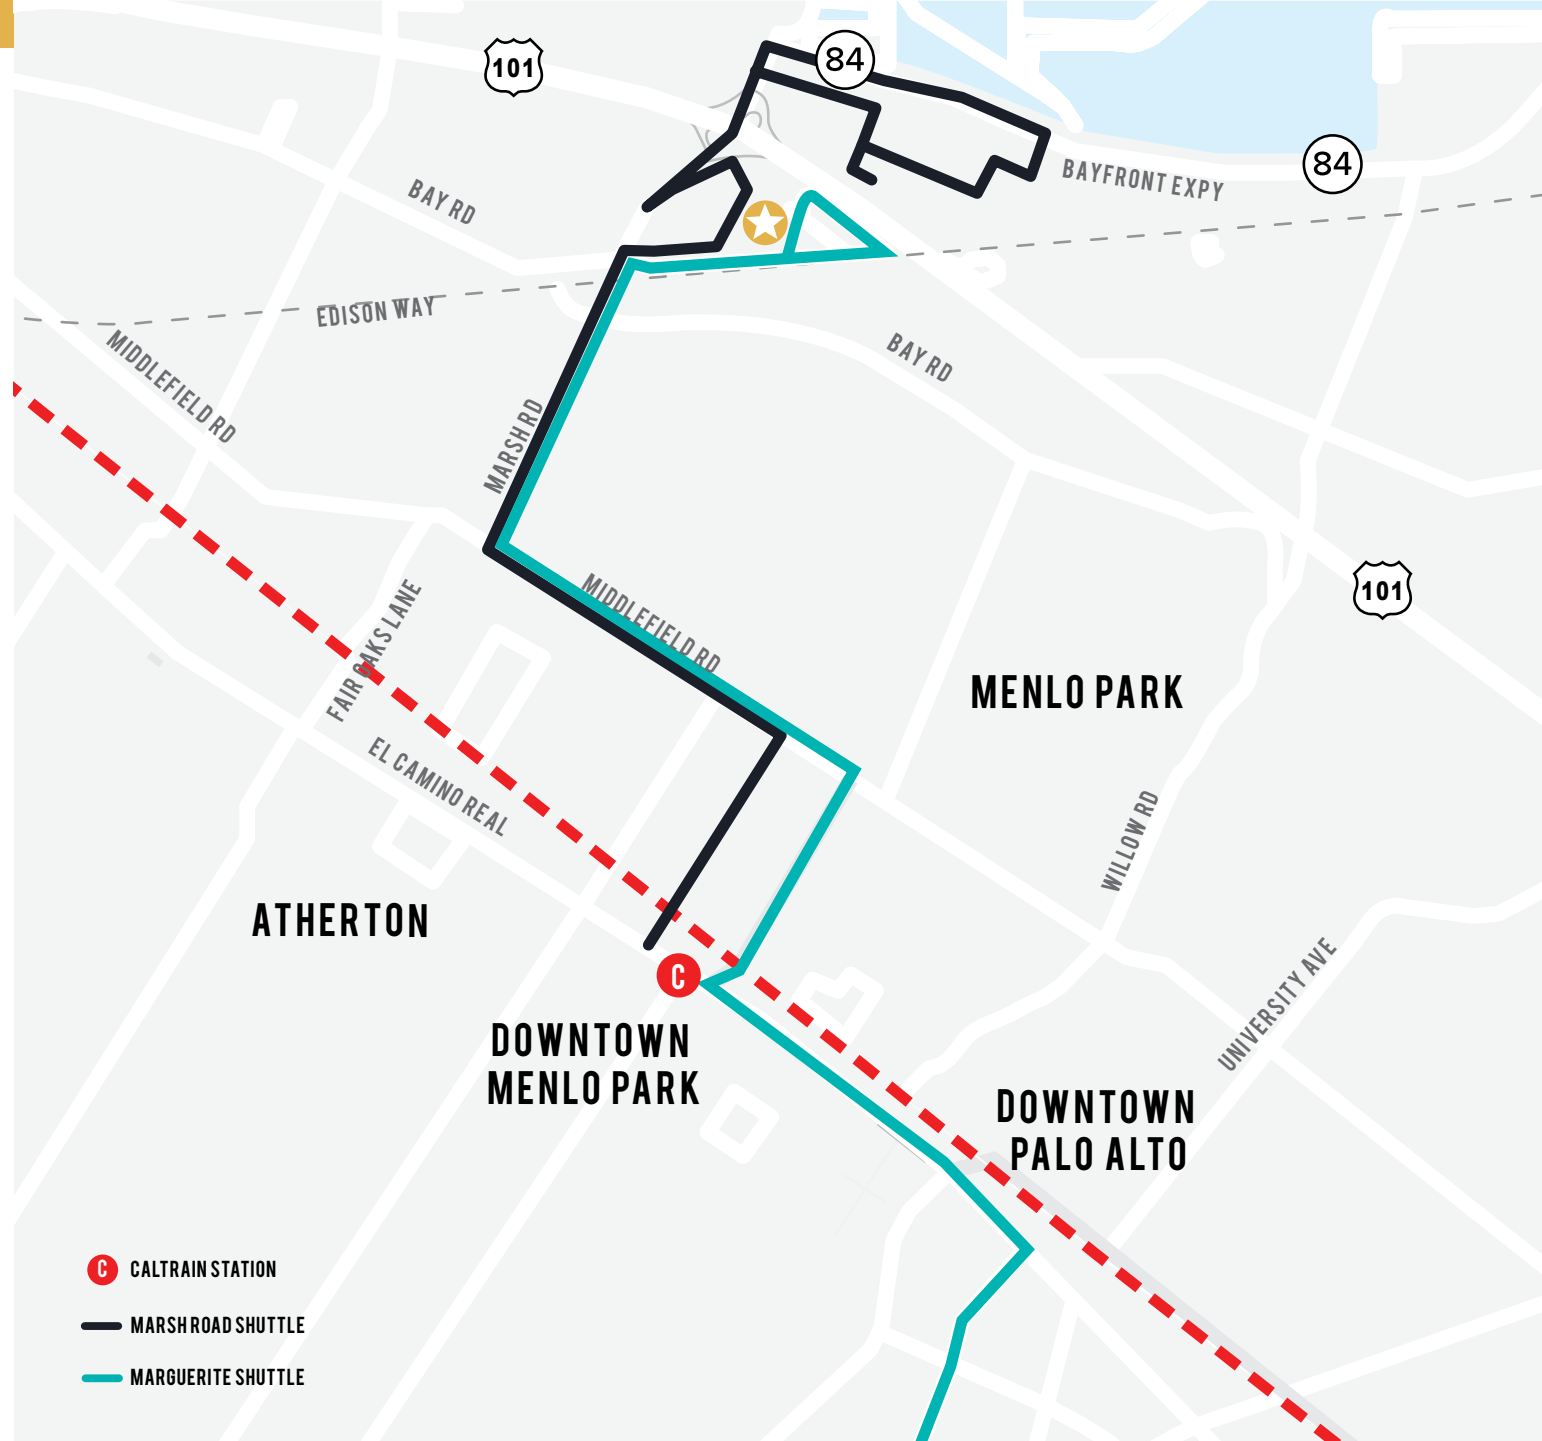 101
84
84
BAYFRONT EXPY
BAY RD
EDISON WAY
MIDDLEFIELD RD
BAY RD
MARSH RD
101
MIDDLEFIELD RD
FAIR OAKS LANE
MENLO PARK
EL CAMINO REAL
WILLOW RD
ATHERTON
C
UNIVERSITY AVE
DOWNTOWN
MENLO PARK
DOWNTOWN
PALO ALTO
C CALTRAIN STATION
MARSH ROAD SHUTTLE
MARGUERITE SHUTTLE